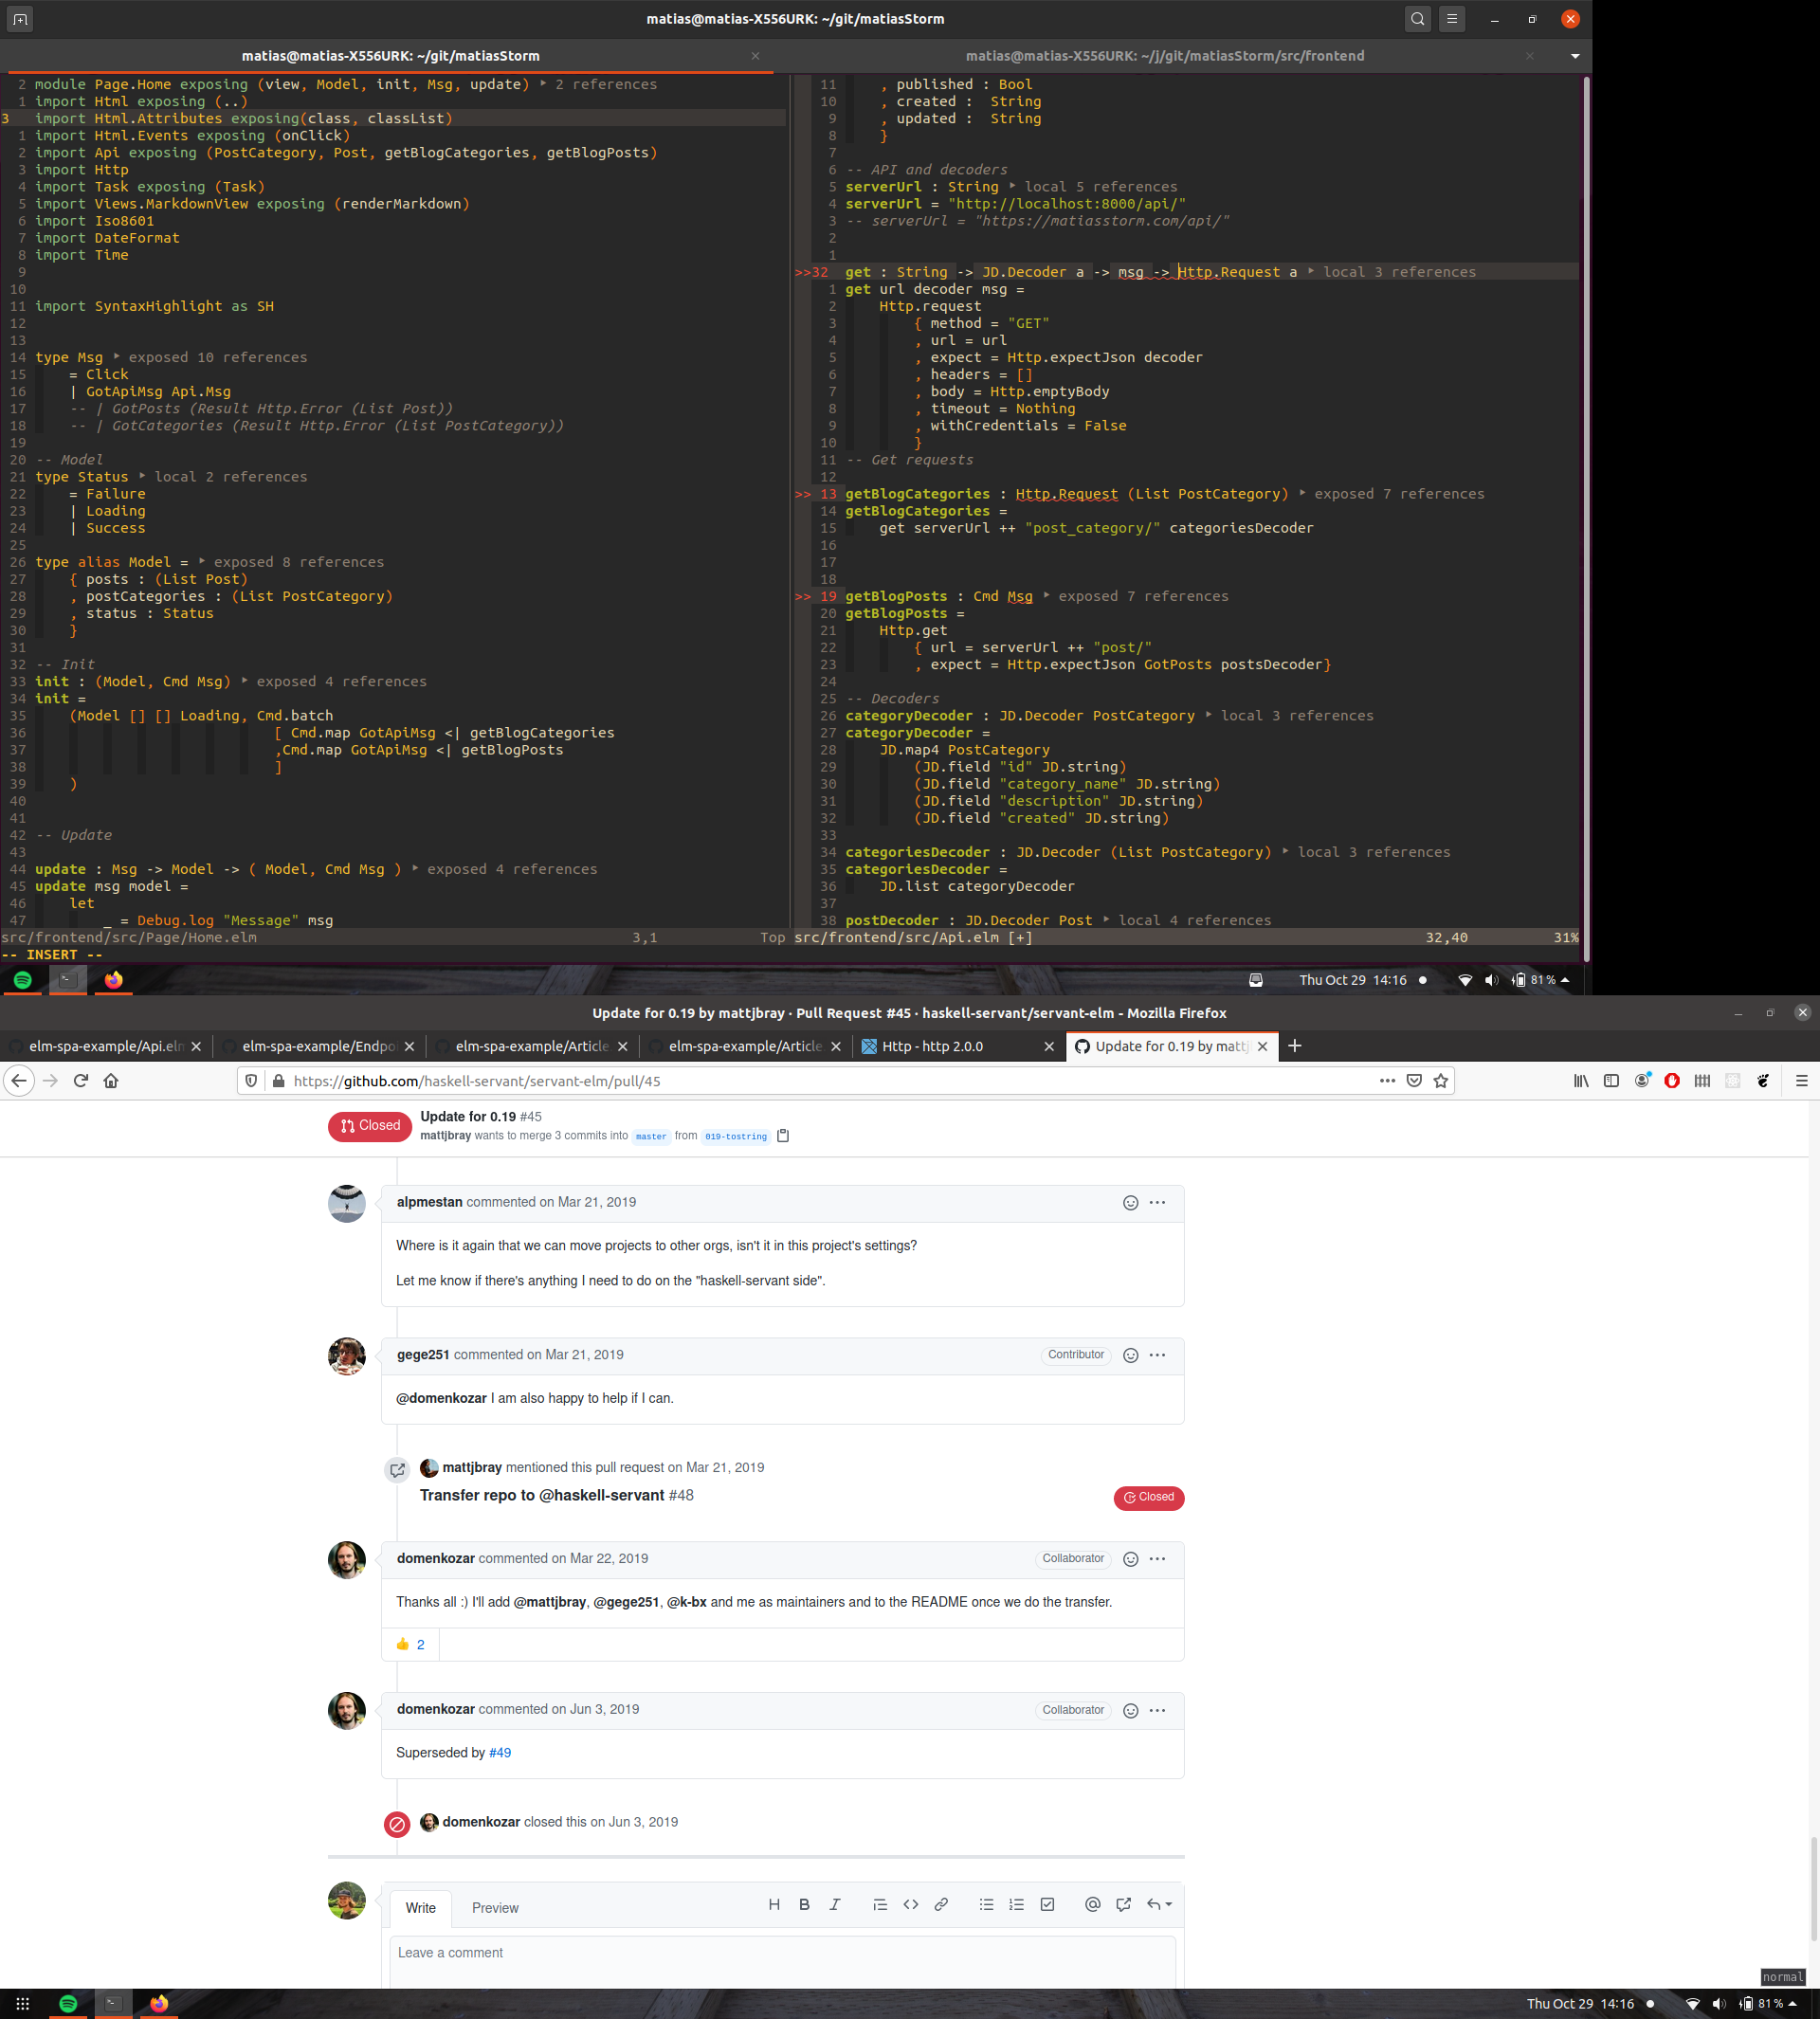 matias@matias-X556URK: ~/git/matiasStorm
matias@matias-X556URK: ~/git/matiasStorm
matias@matias-X556URK: ~/j/git/matiasStorm/src/frontend
2 module Page.Home exposing (view, Model, init, Msg, update) ‣ 2 references
1 import Html exposing (..)
3 import Html.Attributes exposing(class, classList)
1 import Html.Events exposing (onClick)
2 import Api exposing (PostCategory, Post, getBlogCategories, getBlogPosts)
3 import Http
4 import Task exposing (Task)
5 import Views.MarkdownView exposing (renderMarkdown)
6 import Iso8601
7 import DateFormat
8 import Time
9
10
11 import SyntaxHighlight as SH
12
13
14 type Msg ‣ exposed 10 references
15     = Click
16     | GotApiMsg Api.Msg
17     -- | GotPosts (Result Http.Error (List Post))
18     -- | GotCategories (Result Http.Error (List PostCategory))
19
20 -- Model
21 type Status ‣ local 2 references
22     = Failure
23     | Loading
24     | Success
25
26 type alias Model = ‣ exposed 8 references
27     { posts : (List Post)
28     , postCategories : (List PostCategory)
29     , status : Status
30     }
31
32 -- Init
33 init : (Model, Cmd Msg) ‣ exposed 4 references
34 init =
35     (Model [] [] Loading, Cmd.batch
36                             [ Cmd.map GotApiMsg <| getBlogCategories
37                             ,Cmd.map GotApiMsg <| getBlogPosts
38                             ]
39     )
40
41
42 -- Update
43
44 update : Msg -> Model -> ( Model, Cmd Msg ) ‣ exposed 4 references
45 update msg model =
46     let
47         _ = Debug.log "Message" msg
src/frontend/src/Page/Home.elm 3,1 Top
-- INSERT --
11     , published : Bool
10     , created :  String
9     , updated :  String
8     }
7
6 -- API and decoders
5 serverUrl : String ‣ local 5 references
4 serverUrl = "http://localhost:8000/api/"
3 -- serverUrl = "https://matiasstorm.com/api/"
2
1
>>32 get : String -> JD.Decoder a -> msg -> Http.Request a ‣ local 3 references
1 get url decoder msg =
2     Http.request
3         { method = "GET"
4         , url = url
5         , expect = Http.expectJson decoder
6         , headers = []
7         , body = Http.emptyBody
8         , timeout = Nothing
9         , withCredentials = False
10         }
11 -- Get requests
12
>> 13 getBlogCategories : Http.Request (List PostCategory) ‣ exposed 7 references
14 getBlogCategories =
15     get serverUrl ++ "post_category/" categoriesDecoder
16
17
18
>> 19 getBlogPosts : Cmd Msg ‣ exposed 7 references
20 getBlogPosts =
21     Http.get
22         { url = serverUrl ++ "post/"
23         , expect = Http.expectJson GotPosts postsDecoder}
24
25 -- Decoders
26 categoryDecoder : JD.Decoder PostCategory ‣ local 3 references
27 categoryDecoder =
28     JD.map4 PostCategory
29         (JD.field "id" JD.string)
30         (JD.field "category_name" JD.string)
31         (JD.field "description" JD.string)
32         (JD.field "created" JD.string)
33
34 categoriesDecoder : JD.Decoder (List PostCategory) ‣ local 3 references
35 categoriesDecoder =
36     JD.list categoryDecoder
37
38 postDecoder : JD.Decoder Post ‣ local 4 references
src/frontend/src/Api.elm [+] 32,40 31%
Thu Oct 29 14:16 81 %
Update for 0.19 by mattjbray · Pull Request #45 · haskell-servant/servant-elm - Mozilla Firefox
elm-spa-example/Api.elm
elm-spa-example/Endpoi
elm-spa-example/Article
elm-spa-example/Article
Http - http 2.0.0
Update for 0.19 by mattj
https://github.com/haskell-servant/servant-elm/pull/45
Closed
Update for 0.19 #45
mattjbray wants to merge 3 commits into master from 019-tostring
alpmestan commented on Mar 21, 2019
Where is it again that we can move projects to other orgs, isn't it in this project's settings?
Let me know if there's anything I need to do on the "haskell-servant side".
gege251 commented on Mar 21, 2019 Contributor
@domenkozar I am also happy to help if I can.
mattjbray mentioned this pull request on Mar 21, 2019
Transfer repo to @haskell-servant #48 Closed
domenkozar commented on Mar 22, 2019 Collaborator
Thanks all :) I'll add @mattjbray, @gege251, @k-bx and me as maintainers and to the README once we do the transfer.
👍 2
domenkozar commented on Jun 3, 2019 Collaborator
Superseded by #49
domenkozar closed this on Jun 3, 2019
Write Preview
Leave a comment
normal
Thu Oct 29 14:16 81 %